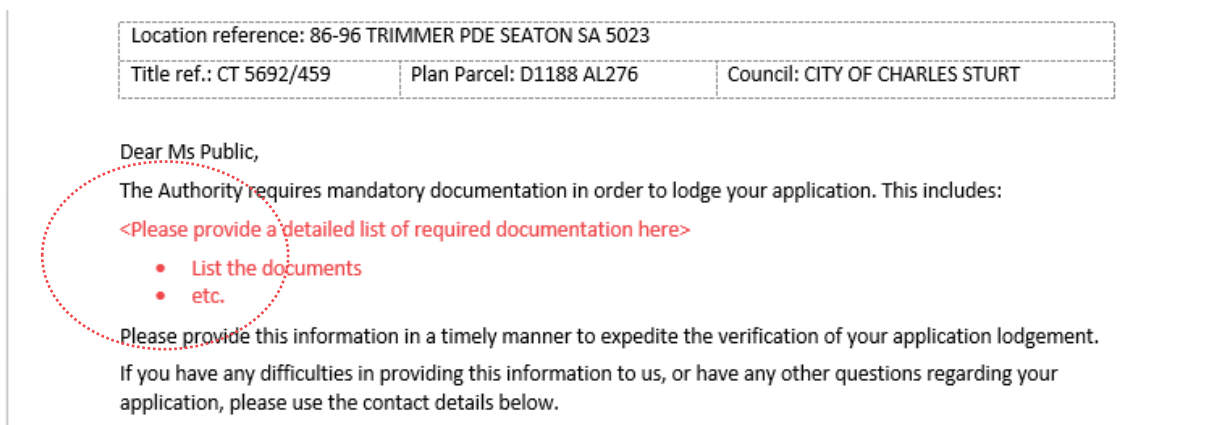 Location reference: 86-96 TRIMMER PDE SEATON SA 5023
Title ref.: CT 5692/459 Plan Parcel: D1188 AL276 Council: CITY OF CHARLES STURT
Dear Ms Public,
The Authority requires mandatory documentation in order to lodge your application. This includes:
<Please provide a detailed list of required documentation here>
• List the documents
• etc.
Please provide this information in a timely manner to expedite the verification of your application lodgement.
If you have any difficulties in providing this information to us, or have any other questions regarding your
application, please use the contact details below.